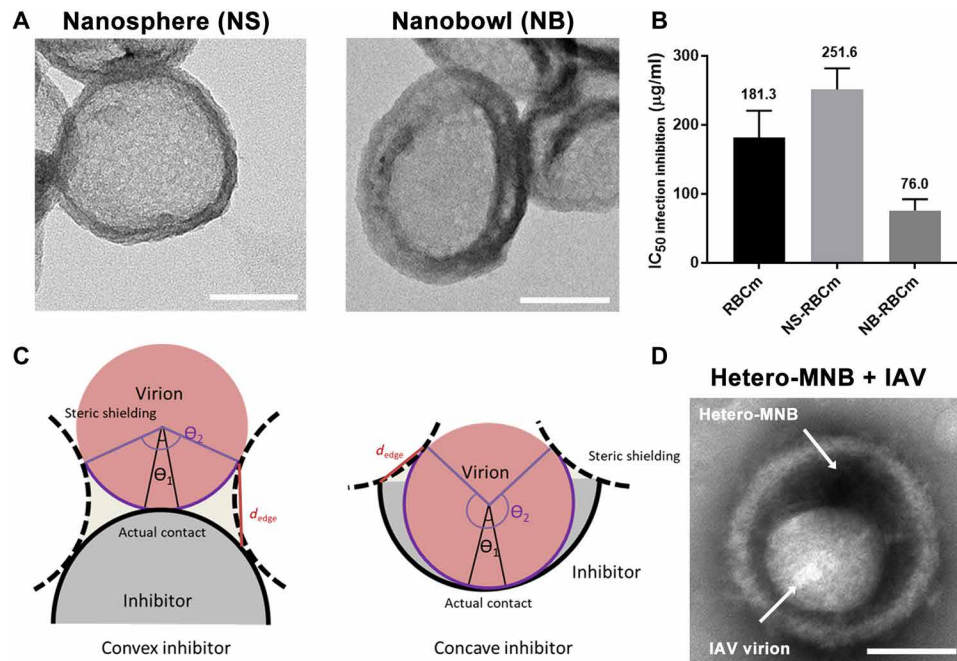 A
Nanosphere (NS)
Nanobowl (NB)
B
IC50 infection inhibition (μg/ml)
300
200
100
0
181.3
251.6
76.0
RBCm
NS-RBCm
NB-RBCm
C
Virion
Steric shielding
Θ2
Θ1
dedge
Actual contact
Inhibitor
Convex inhibitor
dedge
Virion
Steric shielding
Θ2
Θ1
Inhibitor
Actual contact
Concave inhibitor
D
Hetero-MNB + IAV
Hetero-MNB
IAV virion